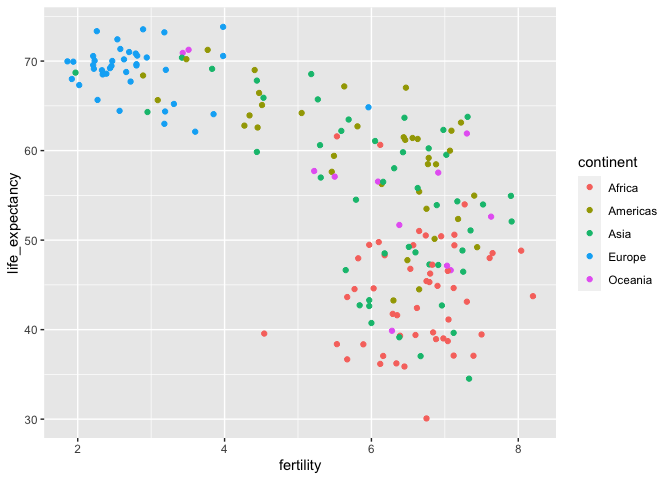 70
60
50
40
30
life_expectancy
2
4
6
8
fertility
continent
Africa
Americas
Asia
Europe
Oceania